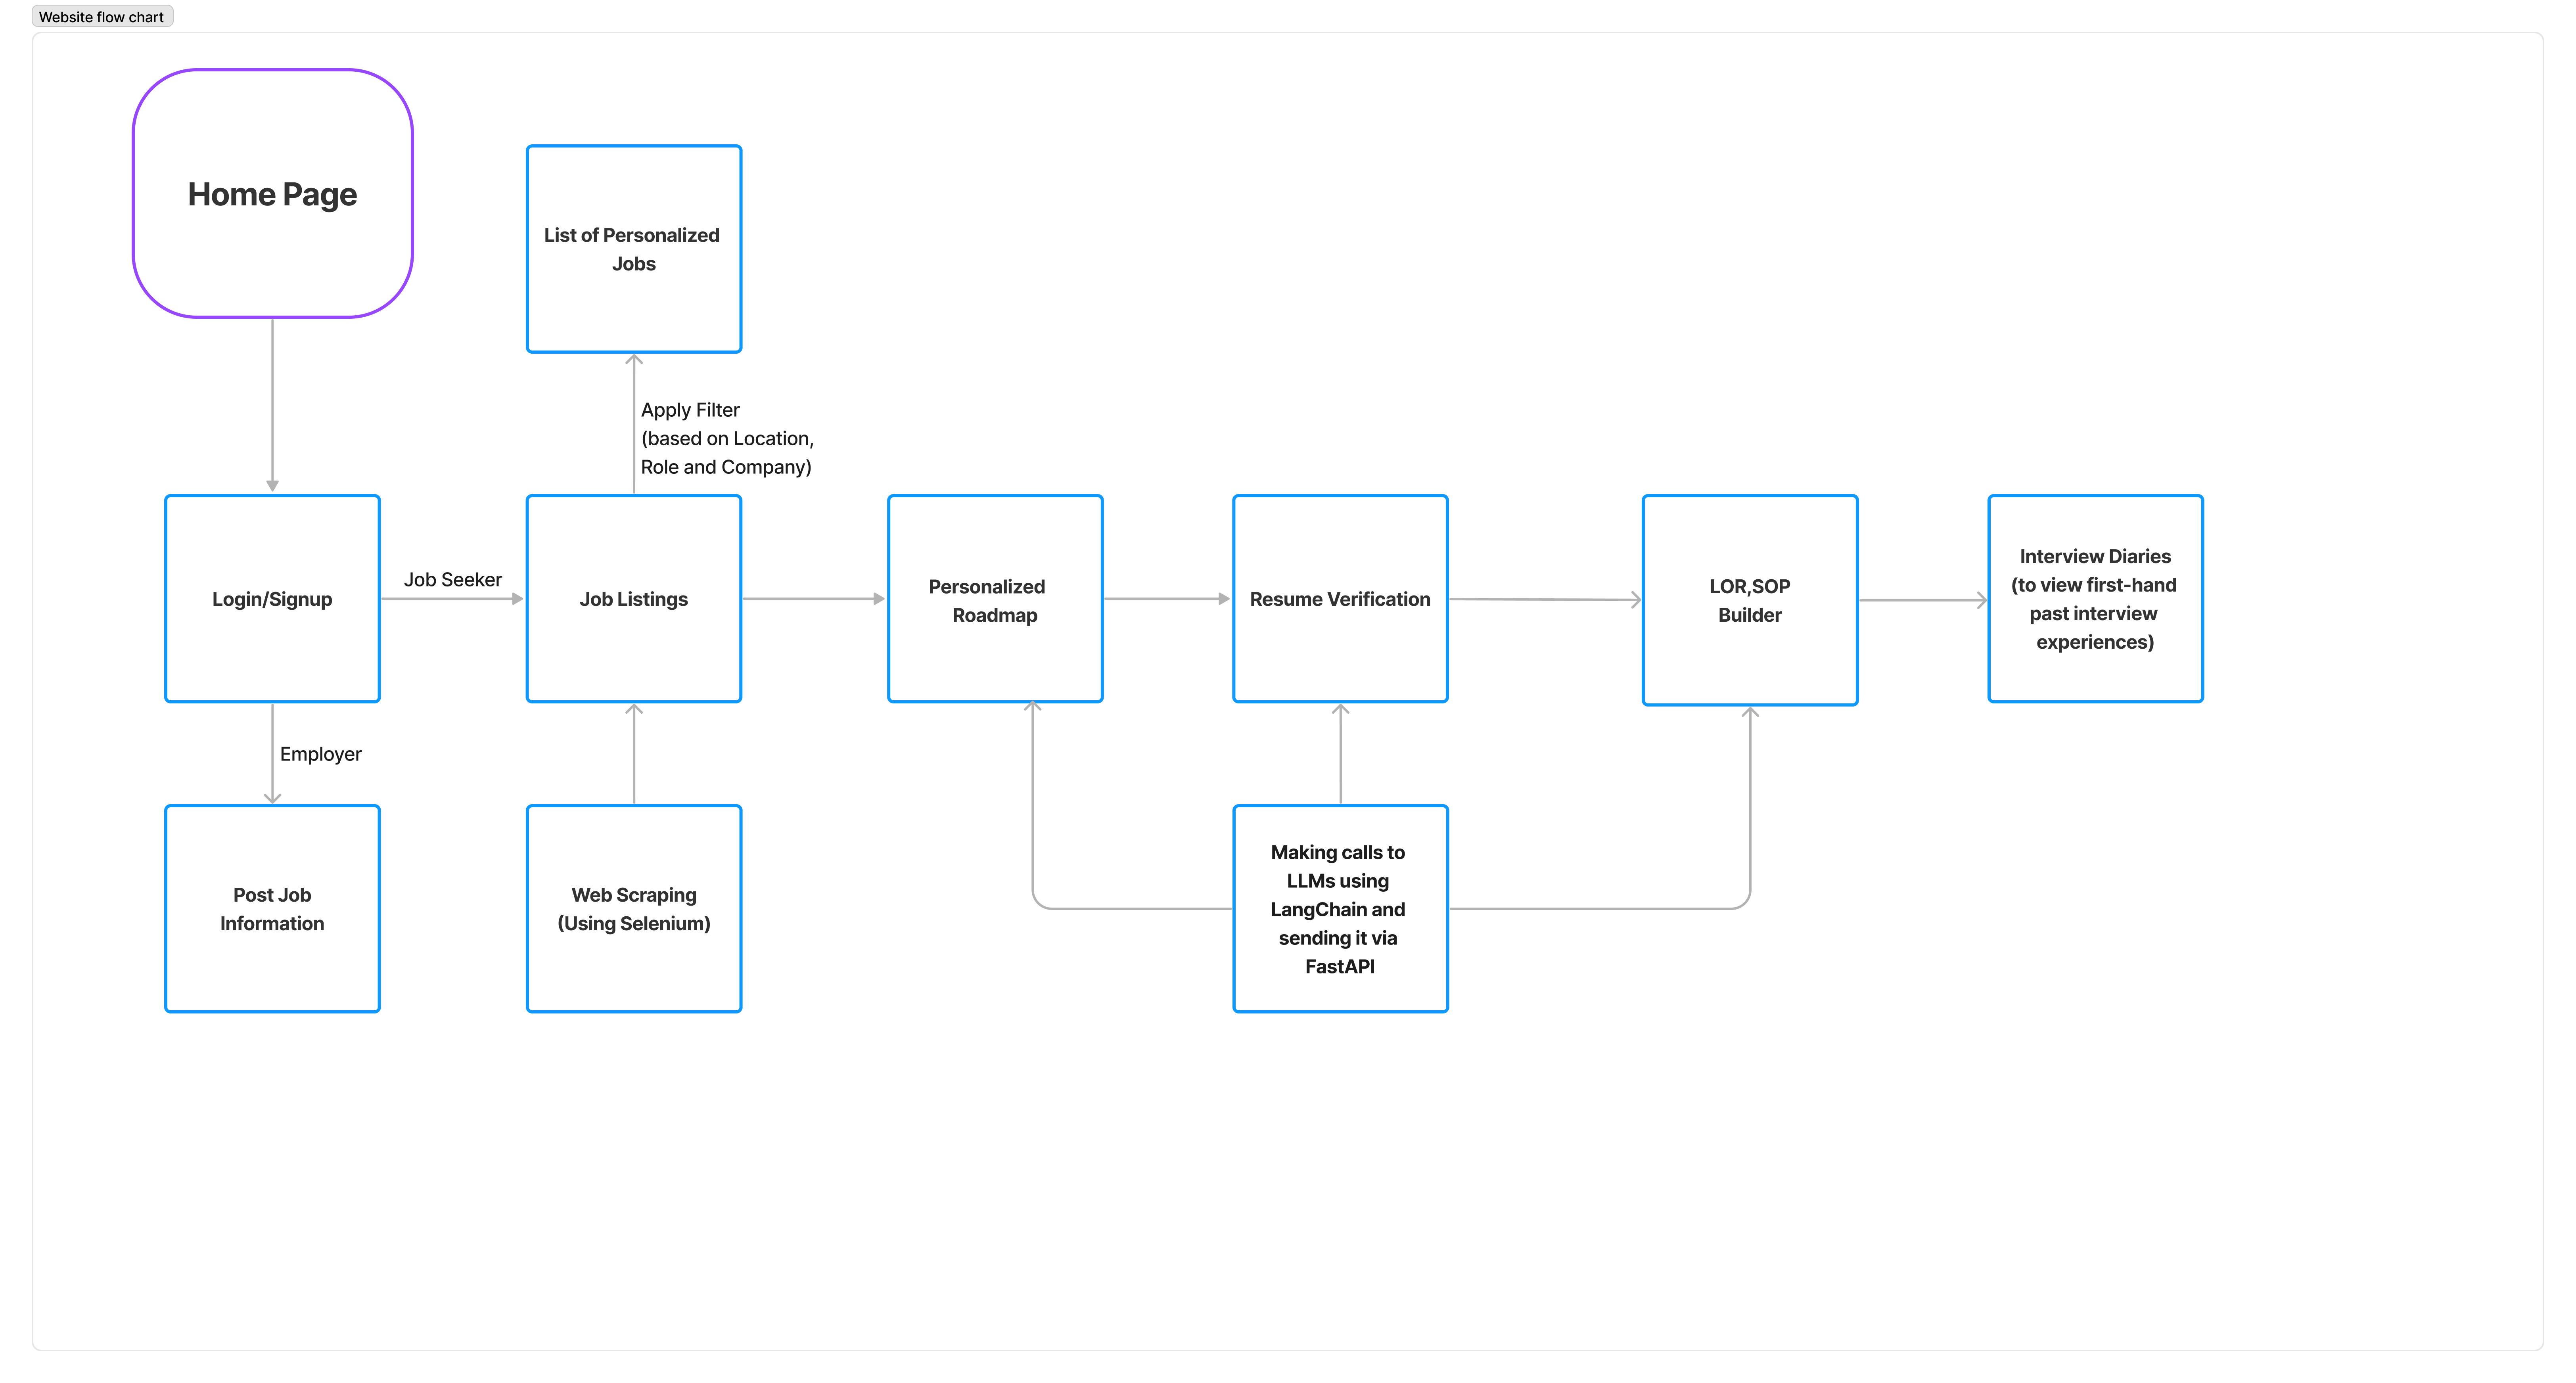 Website flow chart
Home Page
List of Personalized
Jobs
Apply Filter
(based on Location,
Role and Company)
Login/Signup
Job Seeker
Job Listings
Personalized
Roadmap
Resume Verification
LOR,SOP
Builder
Interview Diaries
(to view first-hand
past interview
experiences)
Employer
Post Job
Information
Web Scraping
(Using Selenium)
Making calls to
LLMs using
LangChain and
sending it via
FastAPI